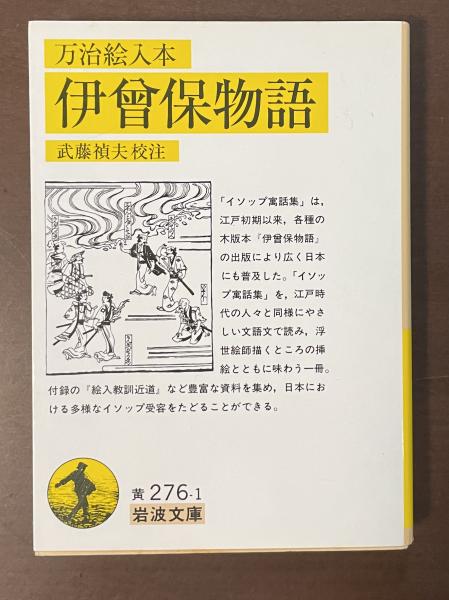 万治絵入本
伊曾保物語
武藤禎夫校注
「イソップ寓話集」は,
江戸初期以来, 各種の
木版本『伊曾保物語』
の出版により広く日本
にも普及した。「イソッ
プ寓話集」を, 江戸時
代の人々と同様にやさ
しい文語文で読み, 浮
世絵師描くところの挿
絵とともに味わう一冊。
付録の『絵入教訓近道』など豊富な資料を集め, 日本にお
ける多様なイソップ受容をたどることができる。
黄 276-1
岩波文庫